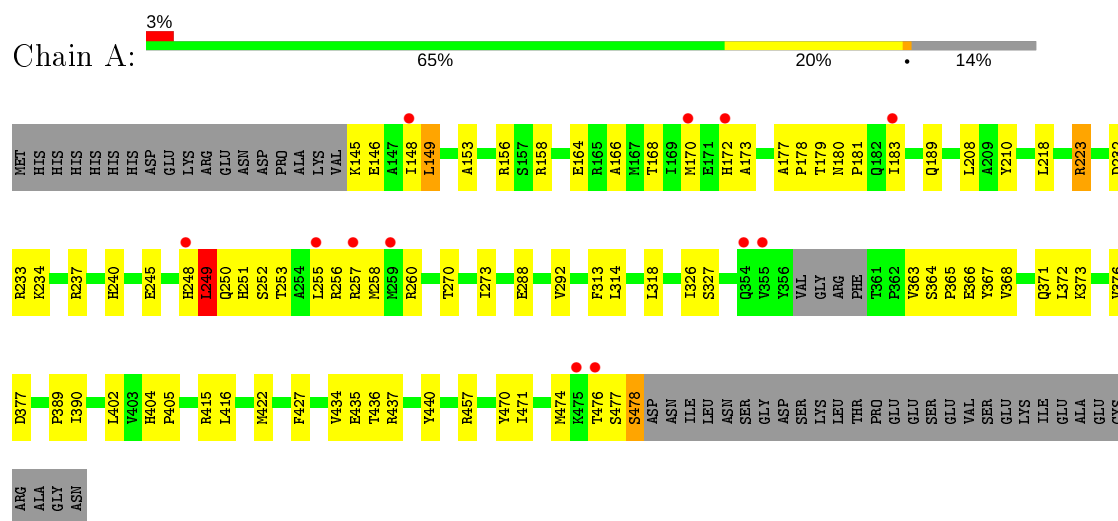 3%
Chain A:
65% 20% • 14%
MET HIS HIS HIS HIS HIS HIS ASP GLU LYS ARG GLU ASN ASP PRO ALA LYS VAL K145 E146 A147 I148 L149 A153 R156 S157 R158 E164 R165 A166 M167 T168 I169 M170 E171 H172 A173 A177 P178 T179 N180 P181 Q182 I183 Q189 L208 A209 Y210 L218 R223 D232
R233 K234 R237 H240 E245 H248 L249 Q250 H251 S252 T253 A254 L255 R256 R257 M258 M259 R260 T270 I273 E288 V292 F313 L314 L318 I326 S327 Q354 V355 Y356 VAL GLY ARG PHE T361 P362 V363 S364 P365 E366 Y367 V368 Q371 L372 K373 V376
D377 P389 I390 L402 V403 H404 P405 R415 L416 M422 F427 V434 E435 T436 R437 Y440 R457 Y470 I471 M474 K475 T476 S477 S478 ASP ASN ILE LEU ASN SER GLY ASP SER LYS LEU THR PRO GLU GLU SER GLU VAL SER GLU LYS ILE GLU ALA GLU CYS
ARG ALA GLY ASN